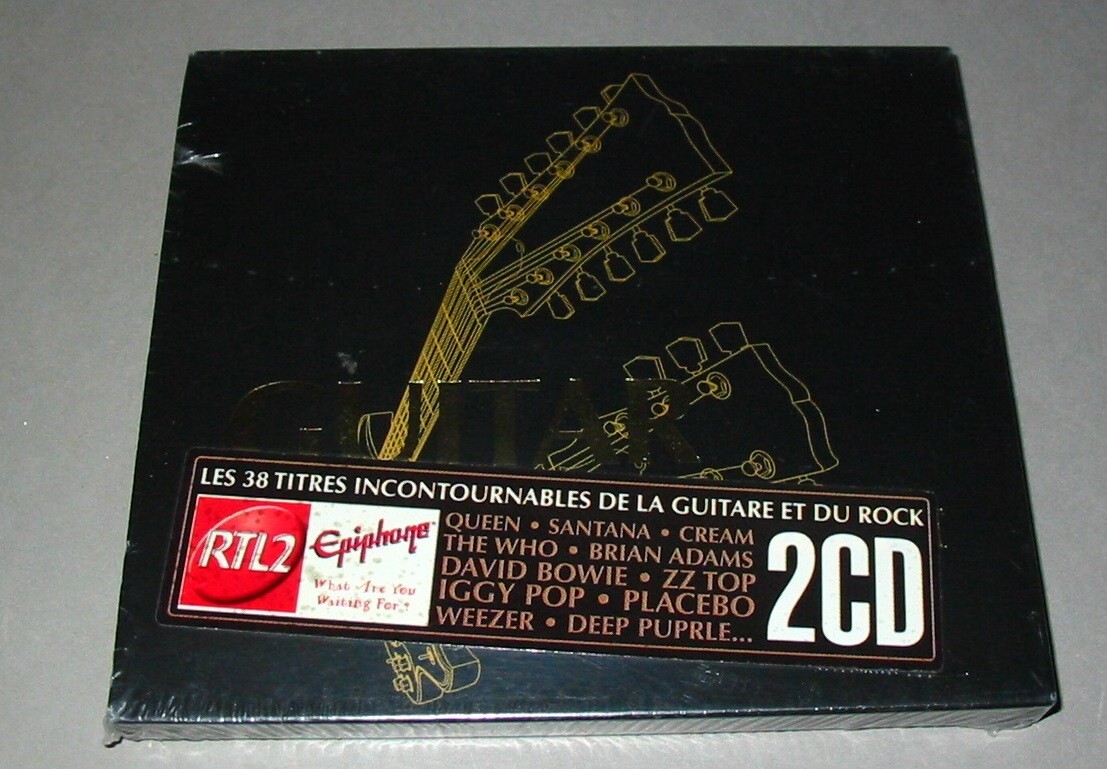 GUITAR
LES 38 TITRES INCONTOURNABLES DE LA GUITARE ET DU ROCK
RTL2
Epiphone
What Are You
Waiting For?
QUEEN • SANTANA • CREAM
THE WHO • BRIAN ADAMS
DAVID BOWIE • ZZ TOP
IGGY POP • PLACEBO
WEEZER • DEEP PUPRLE...
2CD